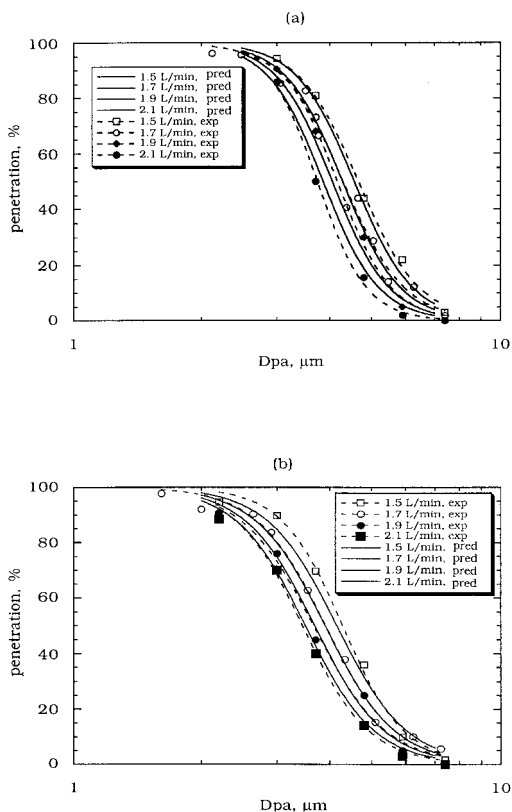 (a)
100
80
60
40
20
0
penetration, %
1.5 L/min, pred
1.7 L/min, pred
1.9 L/min, pred
2.1 L/min, pred
1.5 L/min, exp
1.7 L/min, exp
1.9 L/min, exp
2.1 L/min, exp
1
10
Dpa, μm
(b)
100
80
60
40
20
0
penetration, %
1.5 L/min, exp
1.7 L/min, exp
1.9 L/min, exp
2.1 L/min, exp
1.5 L/min, pred
1.7 L/min, pred
1.9 L/min, pred
2.1 L/min, pred
1
10
Dpa, μm